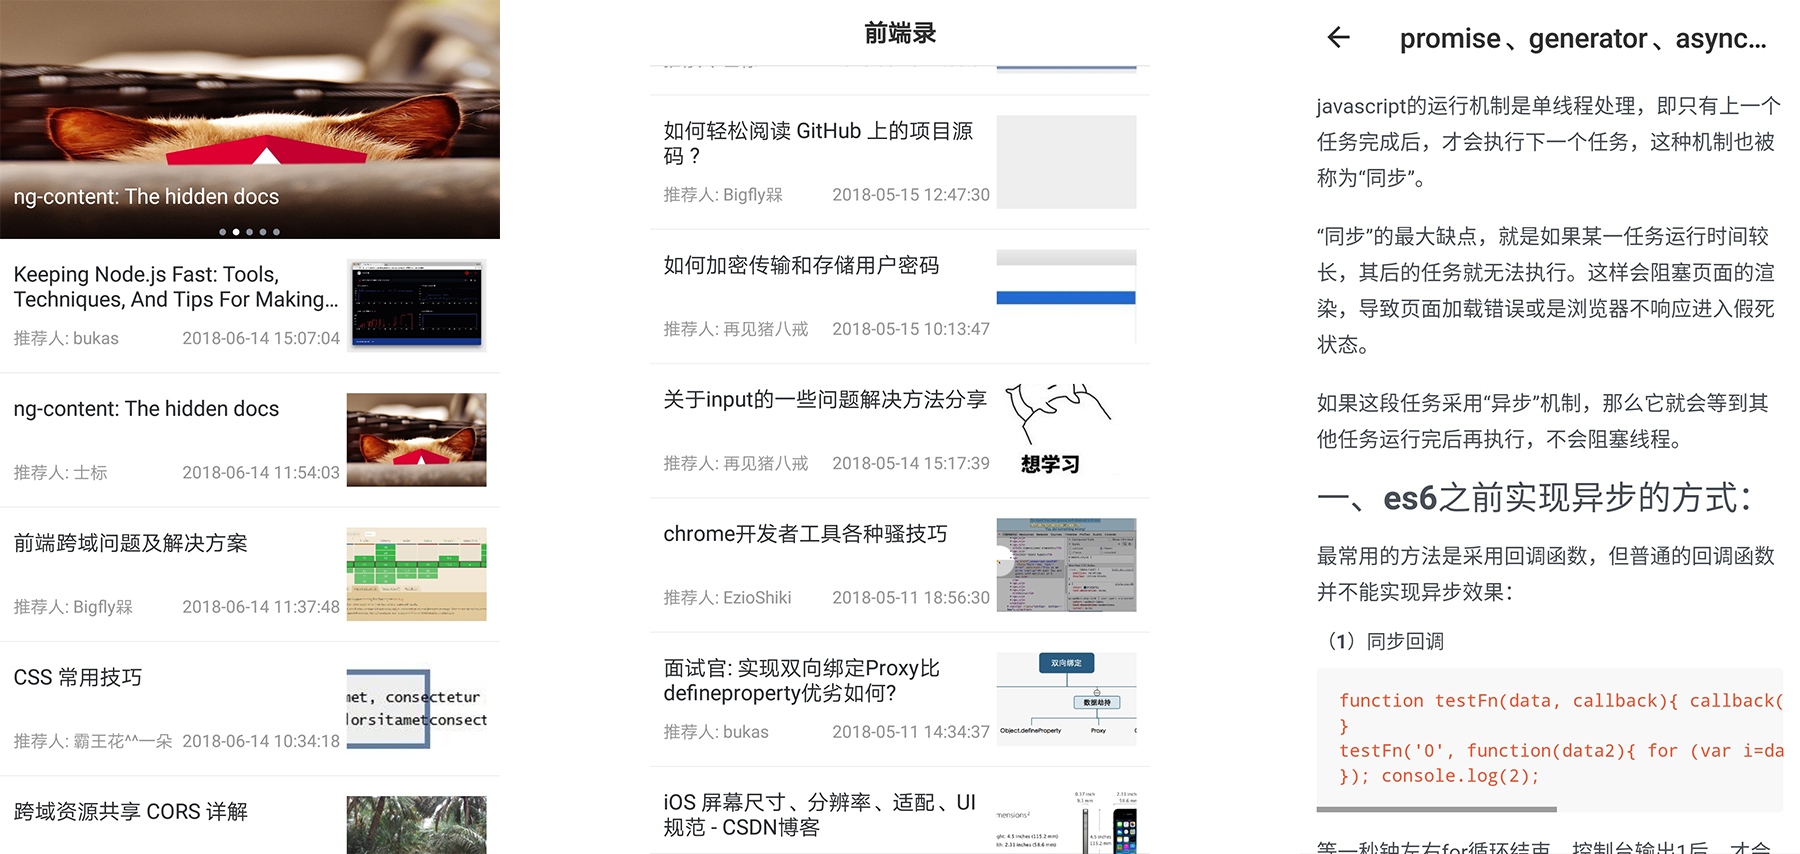 ng-content: The hidden docs
Keeping Node.js Fast: Tools,
Techniques, And Tips For Making...
推荐人: bukas 2018-06-14 15:07:04
ng-content: The hidden docs
推荐人: 士标 2018-06-14 11:54:03
前端跨域问题及解决方案
推荐人: Bigfly槑 2018-06-14 11:37:48
CSS 常用技巧
推荐人: 霸王花^^一朵 2018-06-14 10:34:18
met, consectetur
lorsitametconsect
跨域资源共享 CORS 详解
前端录
如何轻松阅读 GitHub 上的项目源
码？
推荐人: Bigfly槑 2018-05-15 12:47:30
如何加密传输和存储用户密码
推荐人: 再见猪八戒 2018-05-15 10:13:47
关于input的一些问题解决方法分享
推荐人: 再见猪八戒 2018-05-14 15:17:39
想学习
chrome开发者工具各种骚技巧
推荐人: EzioShiki 2018-05-11 18:56:30
面试官: 实现双向绑定Proxy比
defineproperty优劣如何?
推荐人: bukas 2018-05-11 14:34:37
双向绑定
数据劫持
Object.defineProperty Proxy
iOS 屏幕尺寸、分辨率、适配、UI
规范 - CSDN博客
promise、generator、async...
javascript的运行机制是单线程处理，即只有上一个
任务完成后，才会执行下一个任务，这种机制也被
称为“同步”。
“同步”的最大缺点，就是如果某一任务运行时间较
长，其后的任务就无法执行。这样会阻塞页面的渲
染，导致页面加载错误或是浏览器不响应进入假死
状态。
如果这段任务采用“异步”机制，那么它就会等到其
他任务运行完后再执行，不会阻塞线程。
一、es6之前实现异步的方式：
最常用的方法是采用回调函数，但普通的回调函数
并不能实现异步效果：
（1）同步回调
function testFn(data, callback){ callback(
}
testFn('0', function(data2){ for (var i=da
}); console.log(2);
等一秒钟左右for循环结束，控制台输出1后，才会